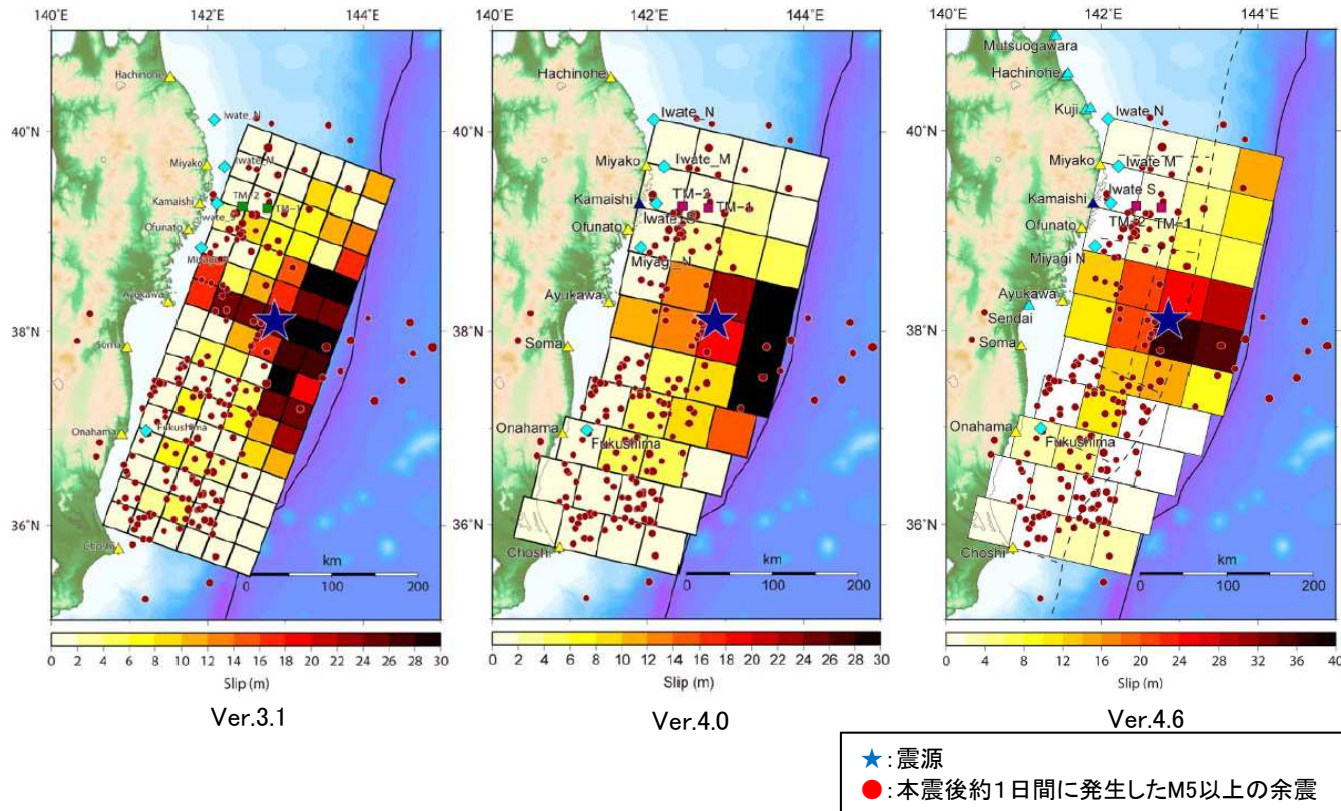 140°E 142°E 144°E
Hachinohe
Iwate_N
40°N
Miyako
Iwate_M
TM-2
TM-1
Kamaishi
Iwate_S
Ofunato
Miyagi_N
Ayukawa
38°N
Soma
Onahama
Fukushima
36°N
Choshi
km
0 100 200
0 2 4 6 8 10 12 14 16 18 20 22 24 26 28 30
Slip (m)
Ver.3.1
140°E 142°E 144°E
Hachinohe
Iwate_N
40°N
Miyako
Iwate_M
TM-2
Kamaishi
TM-1
Iwate_S
Ofunato
Miyagi_N
Ayukawa
38°N
Soma
Onahama
Fukushima
36°N
Choshi
km
0 100 200
0 2 4 6 8 10 12 14 16 18 20 22 24 26 28 30
Slip (m)
Ver.4.0
140°E 142°E 144°E
Mutsuogawara
Hachinohe
Kuji
Iwate N
40°N
Miyako
Iwate M
Iwate S
Kamaishi
TM-2 TM-1
Ofunato
Miyagi N
Ayukawa
Sendai
38°N
Soma
Onahama
Fukushima
36°N
Choshi
km
0 100 200
0 4 8 12 16 20 24 28 32 36 40
Slip (m)
Ver.4.6
★:震源
●:本震後約1日間に発生したM5以上の余震